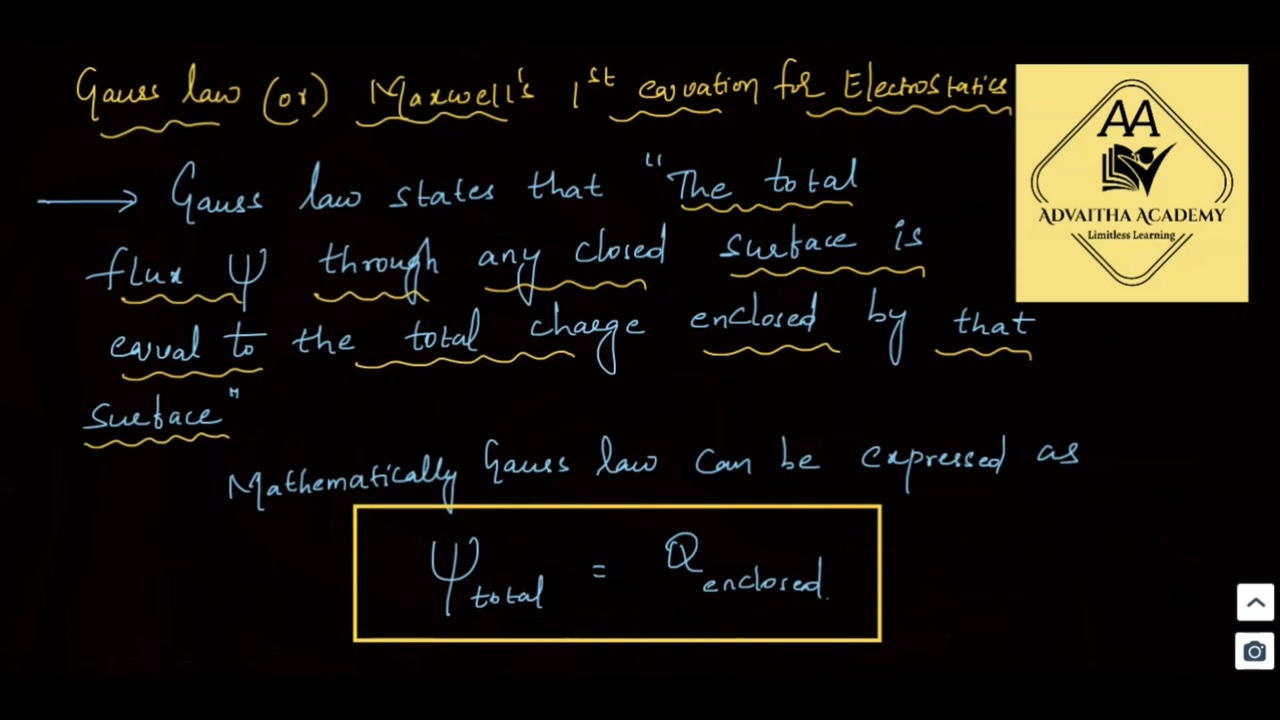 Gauss law (or) Maxwell's 1st equation for Electrostatics
Gauss law states that "The total
flux ψ through any closed surface is
equal to the total charge enclosed by that
surface"
Mathematically Gauss law can be expressed as
ψtotal = Qenclosed.
AA
ADVAITHA ACADEMY
Limitless Learning